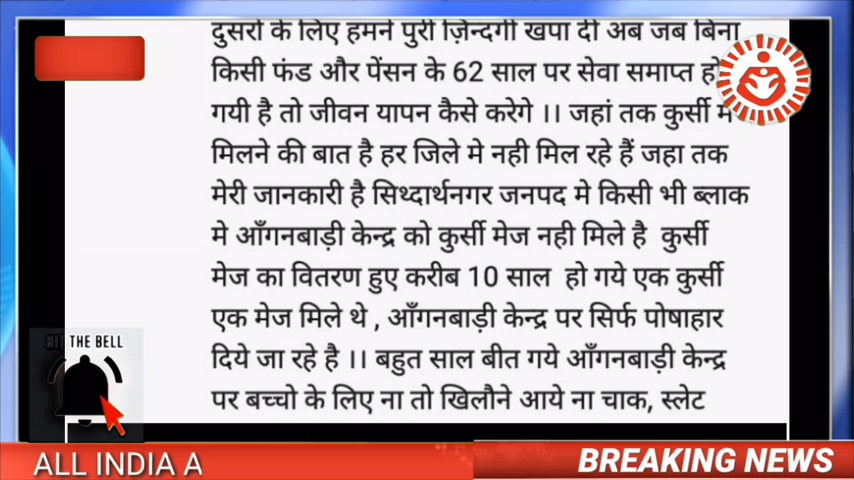 दुसरो के लिए हमने पुरी ज़िन्दगी खपा दी अब जब बिना
किसी फंड और पेंसन के 62 साल पर सेवा समाप्त हो
गयी है तो जीवन यापन कैसे करेगे ।। जहां तक कुर्सी मे
मिलने की बात है हर जिले मे नही मिल रहे हैं जहा तक
मेरी जानकारी है सिध्दार्थनगर जनपद मे किसी भी ब्लाक
मे आँगनबाड़ी केन्द्र को कुर्सी मेज नही मिले है कुर्सी
मेज का वितरण हुए करीब 10 साल हो गये एक कुर्सी
एक मेज मिले थे , आँगनबाड़ी केन्द्र पर सिर्फ पोषाहार
दिये जा रहे है ।। बहुत साल बीत गये आँगनबाड़ी केन्द्र
पर बच्चो के लिए ना तो खिलौने आये ना चाक, स्लेट
HIT THE BELL
ALL INDIA A
BREAKING NEWS